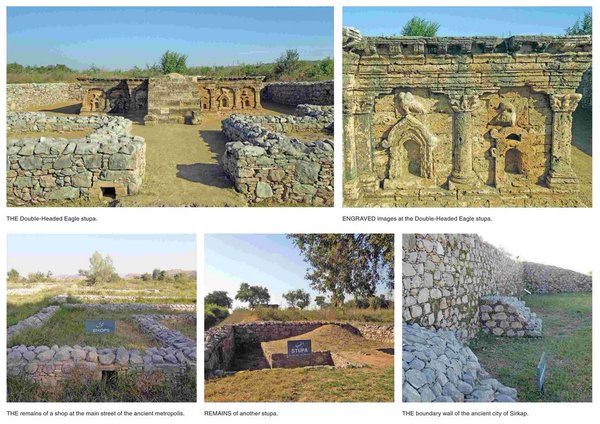 THE Double-Headed Eagle stupa.
ENGRAVED images at the Double-Headed Eagle stupa.
SHOPS
STUPA
THE remains of a shop at the main street of the ancient metropolis.
REMAINS of another stupa.
THE boundary wall of the ancient city of Sirkap.